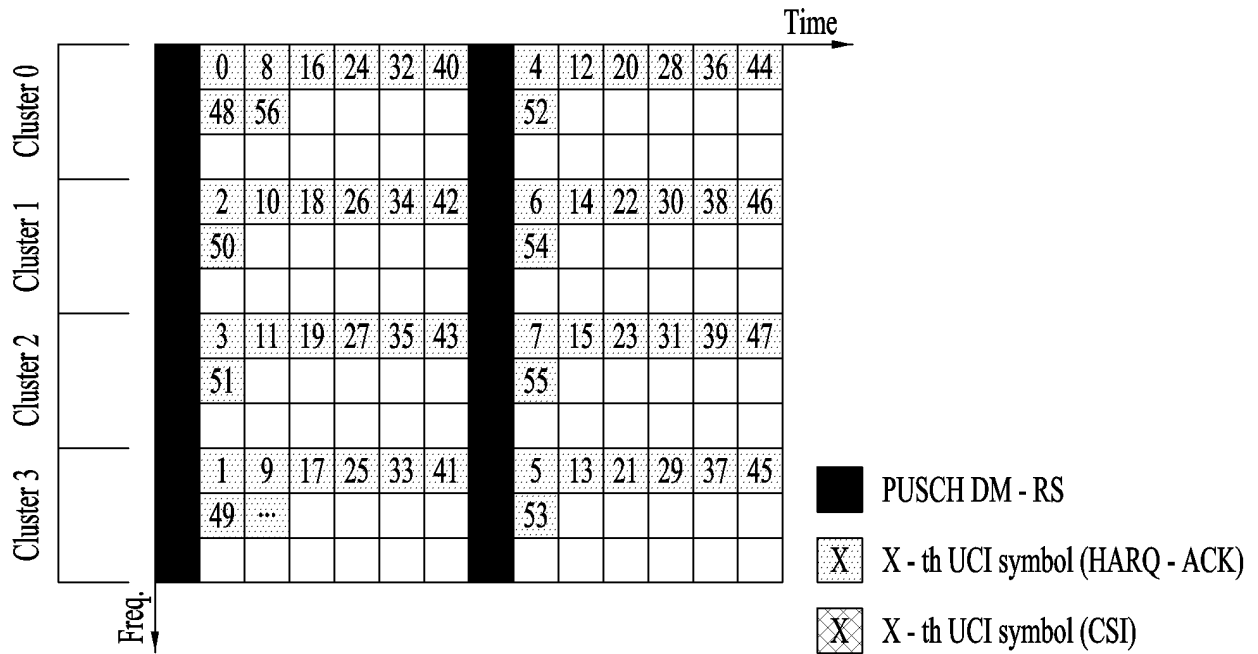 Time
0 8 16 24 32 40 4 12 20 28 36 44
48 56 52
2 10 18 26 34 42 6 14 22 30 38 46
50 54
3 11 19 27 35 43 7 15 23 31 39 47
51 55
1 9 17 25 33 41 5 13 21 29 37 45
49 ... 53
Cluster 0
Cluster 1
Cluster 2
Cluster 3
Freq.
PUSCH DM - RS
X X - th UCI symbol (HARQ - ACK)
X X - th UCI symbol (CSI)